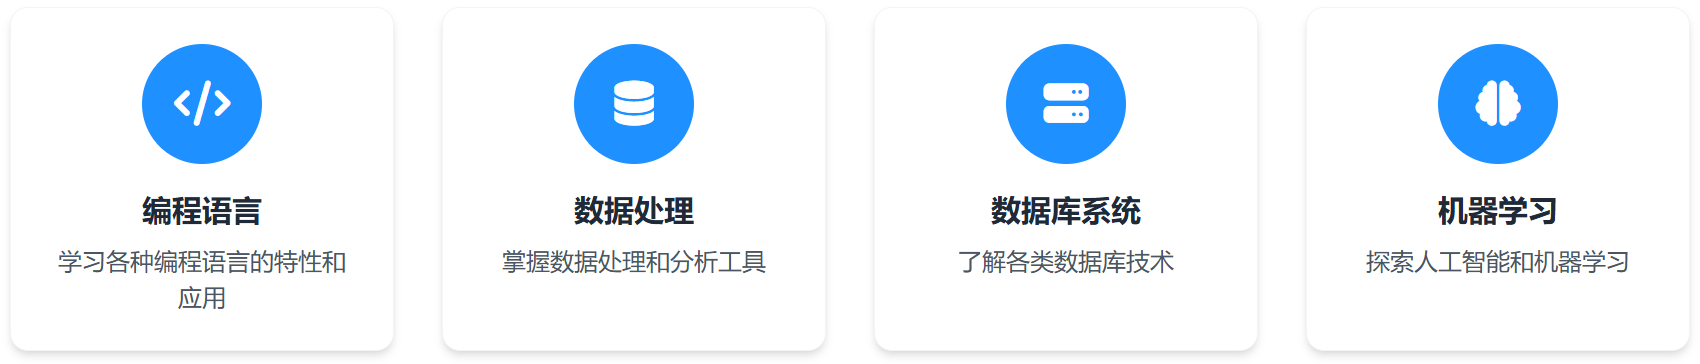 编程语言
学习各种编程语言的特性和
应用
数据处理
掌握数据处理和分析工具
数据库系统
了解各类数据库技术
机器学习
探索人工智能和机器学习